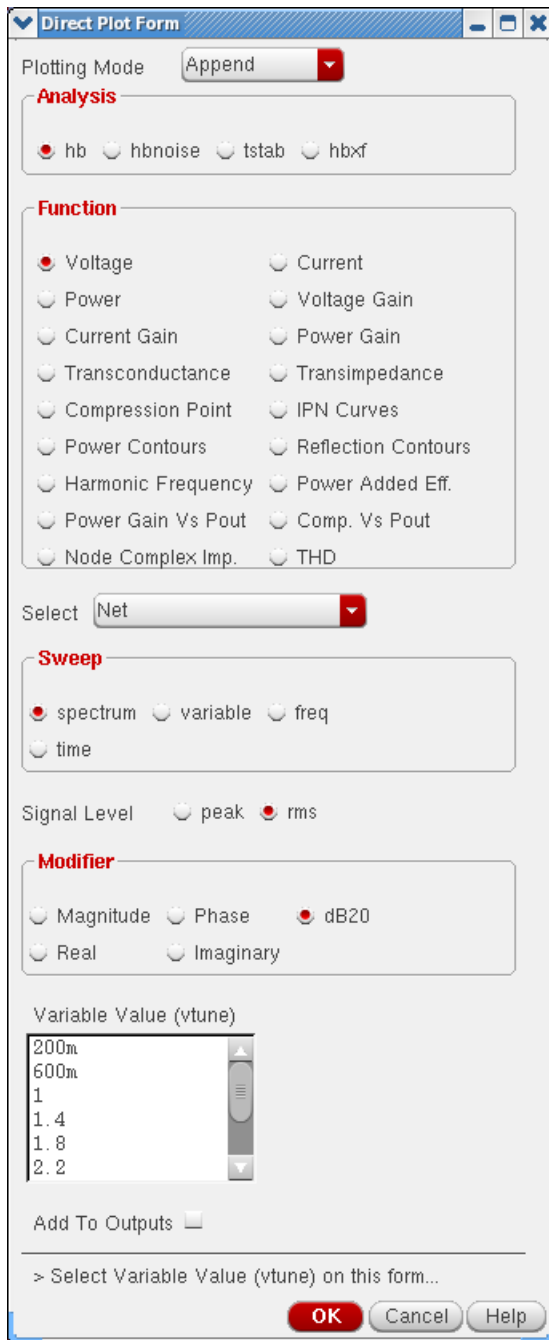 Direct Plot Form
Plotting Mode Append
Analysis
hb hbnoise tstab hbxf
Function
Voltage Current
Power Voltage Gain
Current Gain Power Gain
Transconductance Transimpedance
Compression Point IPN Curves
Power Contours Reflection Contours
Harmonic Frequency Power Added Eff.
Power Gain Vs Pout Comp. Vs Pout
Node Complex Imp. THD
Select Net
Sweep
spectrum variable freq
time
Signal Level peak rms
Modifier
Magnitude Phase dB20
Real Imaginary
Variable Value (vtune)
200m
600m
1
1.4
1.8
2.2
Add To Outputs
> Select Variable Value (vtune) on this form...
OK Cancel Help